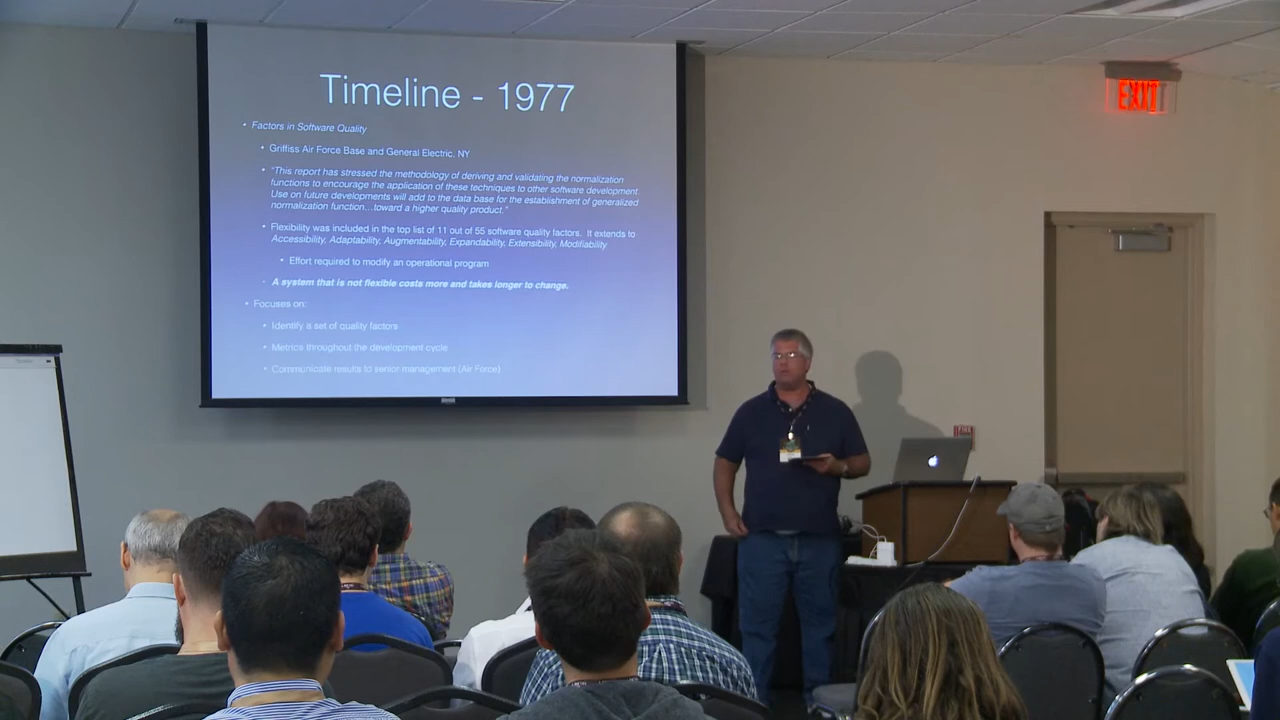 Timeline - 1977
• Factors in Software Quality
• Griffiss Air Force Base and General Electric, NY
• "This report has stressed the methodology of deriving and validating the normalization
functions to encourage the application of these techniques to other software development.
Use on future developments will add to the data base for the establishment of generalized
normalization function...toward a higher quality product."
• Flexibility was included in the top list of 11 out of 55 software quality factors. It extends to
Accessibility, Adaptability, Augmentability, Expandability, Extensibility, Modifiability
• Effort required to modify an operational program
• A system that is not flexible costs more and takes longer to change.
• Focuses on:
• Identify a set of quality factors
• Metrics throughout the development cycle
• Communicate results to senior management (Air Force)
EXIT